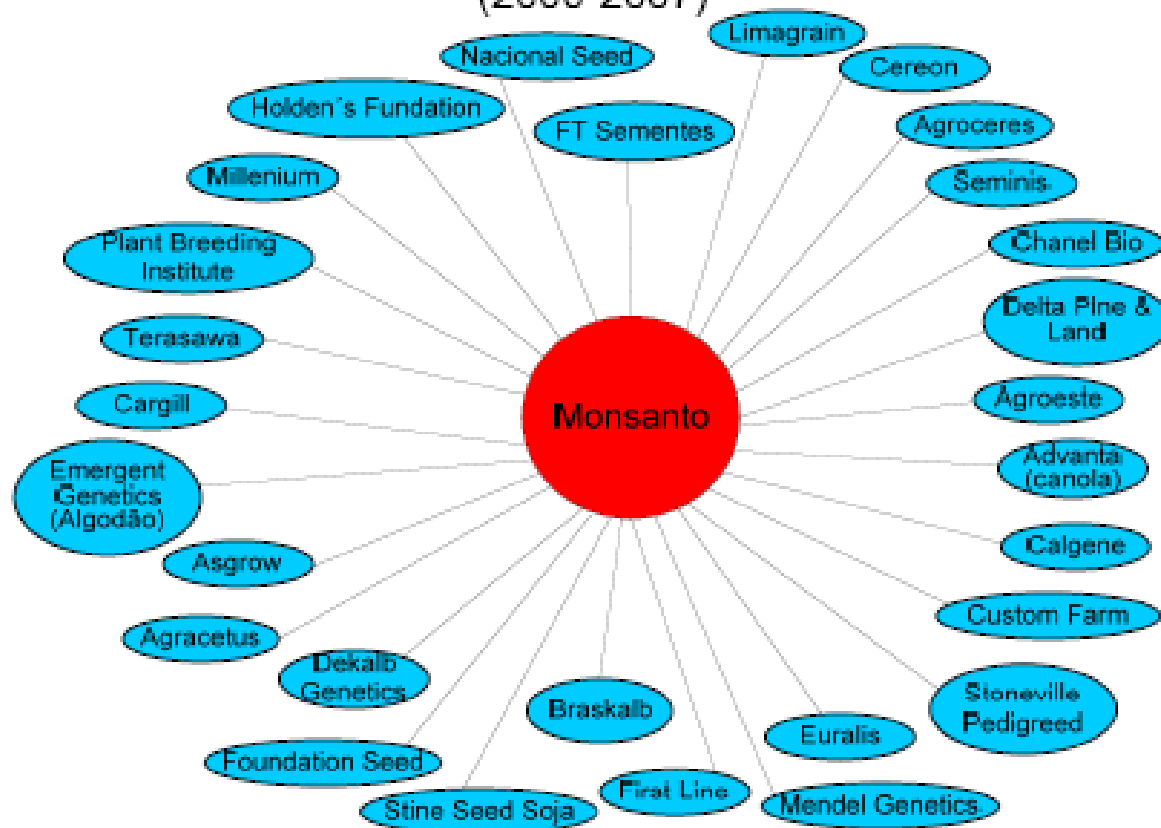 Limagrain
Nacional Seed
Cereon
Holden´s Fundation
FT Sementes
Agroceres
Millenium
Seminis
Plant Breeding
Institute
Chanel Bio
Delta PIne &
Land
Terasawa
Cargill
Monsanto
Agroeste
Emergent
Genetics
(Algodão)
Advanta
(canola)
Asgrow
Calgene
Agracetus
Custom Farm
Dekalb
Genetics
Braskalb
Stoneville
Pedigreed
Euralis
Foundation Seed
Stine Seed Soja
First Line
Mendel Genetics